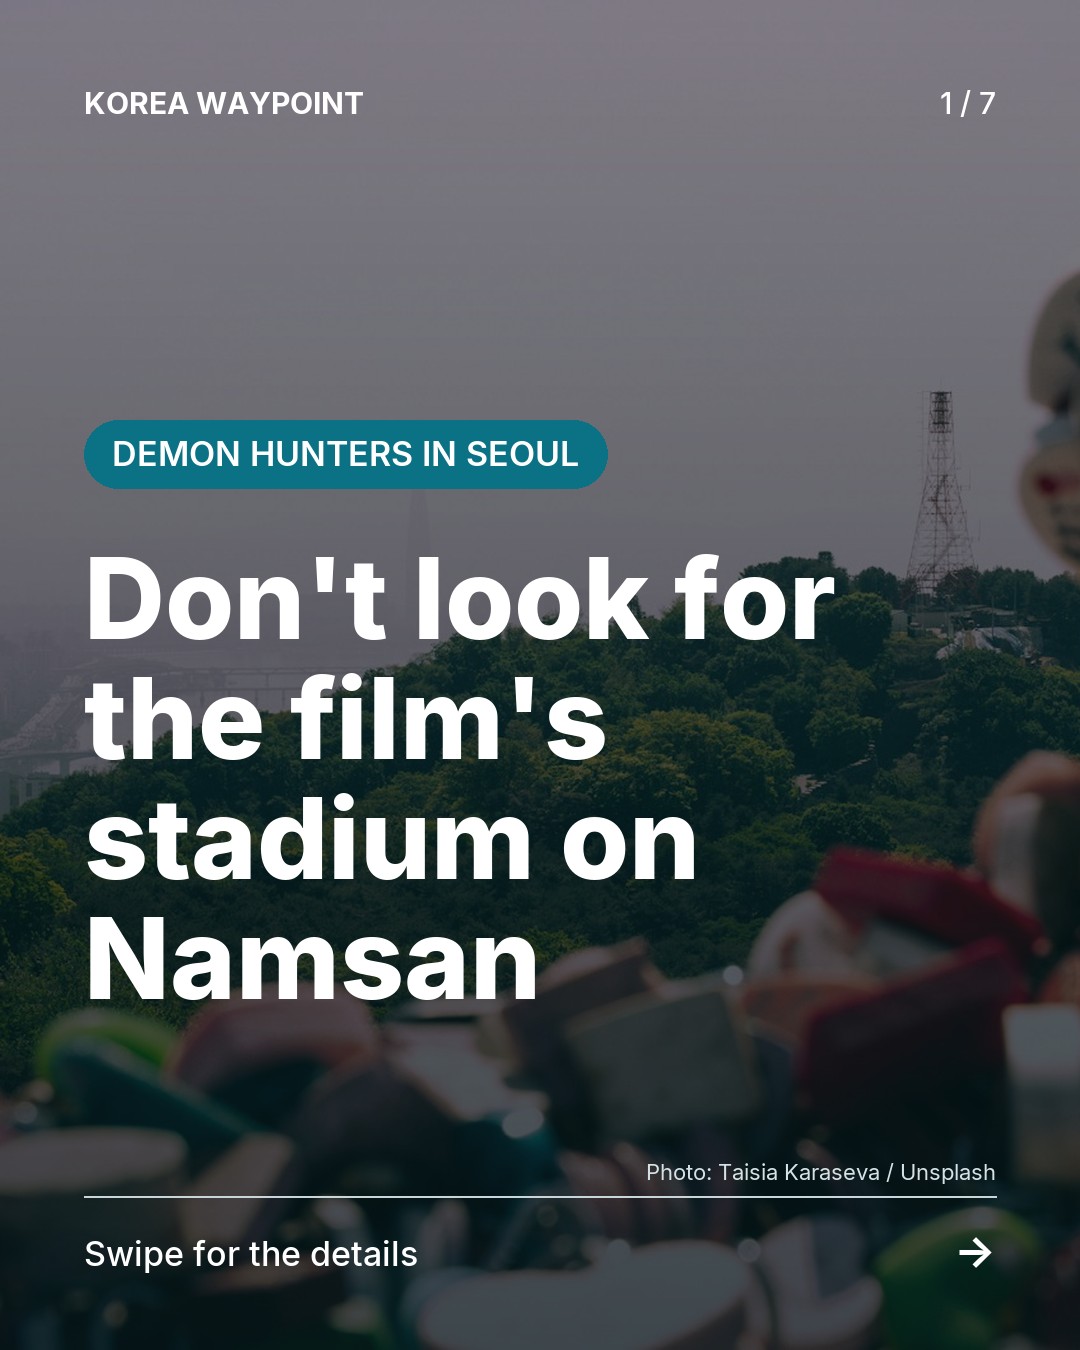 KOREA WAYPOINT
1 / 7
DEMON HUNTERS IN SEOUL
Don't look for
the film's
stadium on
Namsan
Photo: Taisia Karaseva / Unsplash
Swipe for the details